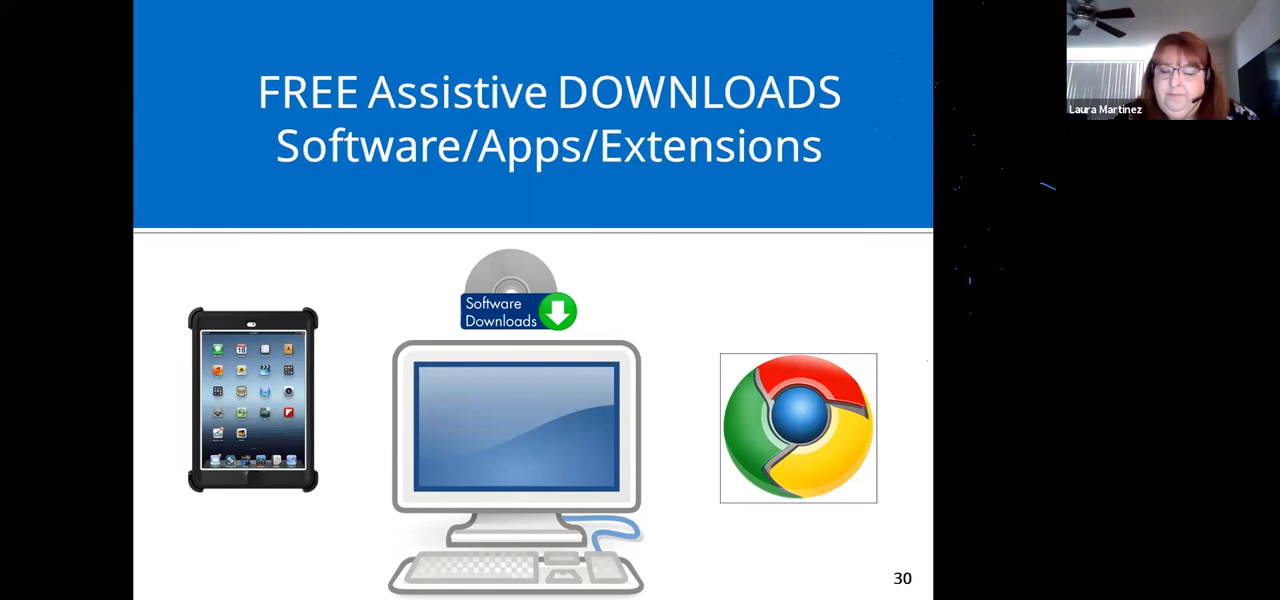 FREE Assistive DOWNLOADS
Software/Apps/Extensions
Laura Martinez
Software
Downloads
30